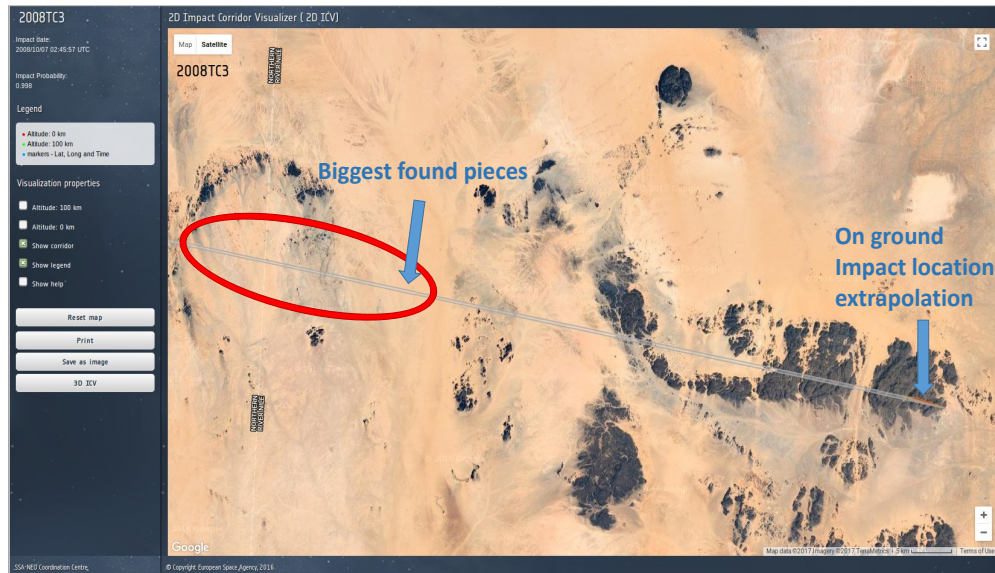 2008TC3
Impact date:
2008/10/07 02:45:57 UTC
Impact Probability:
0.998
Legend
Altitude: 0 km
Altitude: 100 km
markers - Lat, Long and Time
Visualization properties
Altitude: 100 km
Altitude: 0 km
Show corridor
Show legend
Show help
Reset map
Print
Save as image
3D ICV
SSA-NEO Coordination Centre
2D Impact Corridor Visualizer ( 2D ICV)
Map Satellite
2008TC3
NORTHERN
RIVER NILE
Biggest found pieces
On ground
Impact location
extrapolation
NORTHERN
RIVER NILE
+
−
Google
Map data ©2017 Imagery ©2017 TerraMetrics 5 km Terms of Use
© Copyright European Space Agency, 2016